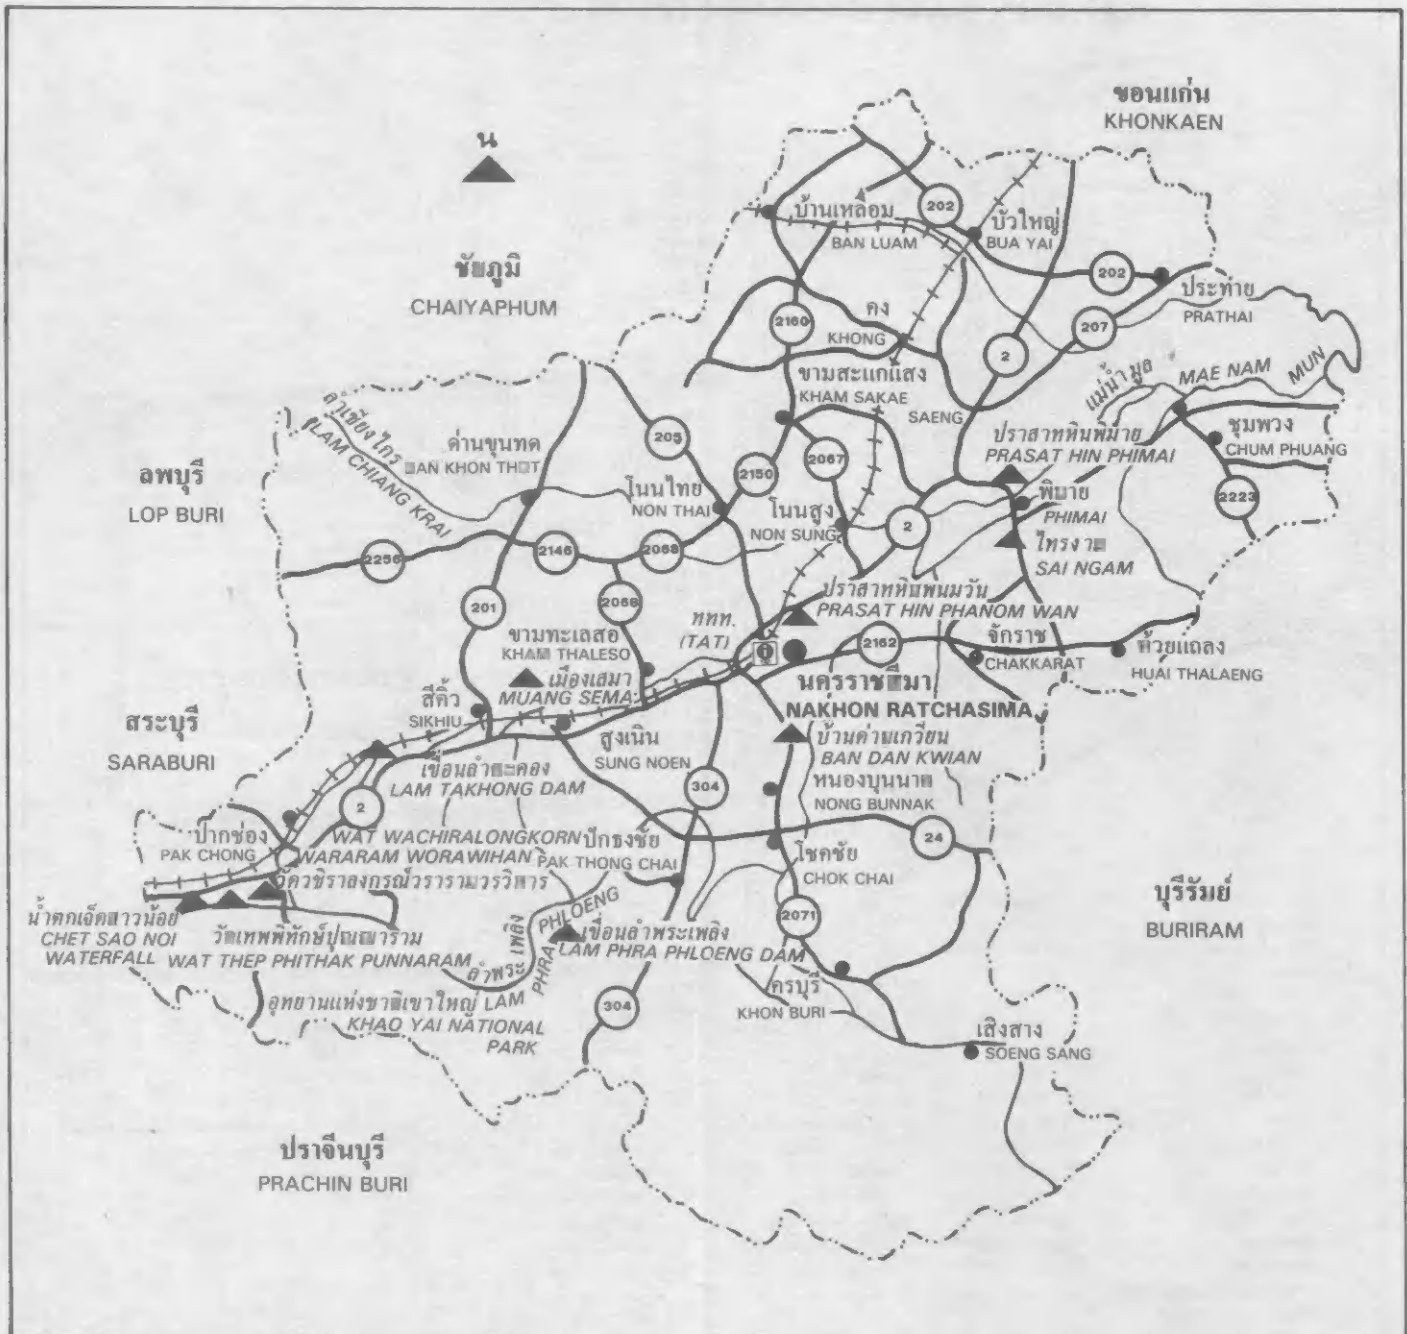 ขอนแก่น
KHONKAEN
น
บ้านเหลื่อม
BAN LUAM
202
บัวใหญ่
BUA YAI
ชัยภูมิ
CHAIYAPHUM
202
ประทาย
PRATHAI
2160
คง
KHONG
207
2
ขามสะแกแสง
KHAM SAKAE
SAENG
แม่น้ำมูล
MAE NAM
MUN
ลำเชียงไกร
LAM CHIANG KRAI
ด่านขุนทด
205
ปราสาทหินพิมาย
PRASAT HIN PHIMAI
ชุมพวง
CHUM PHUANG
ลพบุรี
LOP BURI
โนนไทย
NON THAI
2150
2067
โนนสูง
NON SUNG
2
พิมาย
PHIMAI
2223
2256
2146
2068
ไทรงาม
SAI NGAM
201
2068
ปราสาทหินพนมวัน
PRASAT HIN PHANOM WAN
ขามทะเลสอ
THALESO
ททท.
(TAT)
2162
จักราช
CHAKKARAT
ห้วยแถลง
HUAI THALAENG
เมืองเสมา
MUANG SEMA
นครราชสีมา
NAKHON RATCHASIMA
สระบุรี
SARABURI
สีคิ้ว
SIKHIU
สูงเนิน
SUNG NOEN
บ้านด่านเกวียน
BAN DAN KWIAN
เขื่อนลำตะคอง
LAM TAKHONG DAM
304
หนองบุนนาก
NONG BUNNAK
2
24
ปากช่อง
PAK CHONG
WAT WACHIRALONGKORN
WARARAM WORAWIHAN
วัดวชิราลงกรณ์วรารามวรวิหาร
ปักธงชัย
PAK THONG CHAI
โชคชัย
CHOK CHAI
บุรีรัมย์
BURIRAM
น้ำตกเจ็ดสาวน้อย
CHET SAO NOI
WATERFALL
วัดเทพพิทักษ์ปุณณาราม
WAT THEP PHITHAK PUNNARAM
ลำพระเพลิง
LAM
PHRA
PHLOENG
เขื่อนลำพระเพลิง
LAM PHRA PHLOENG DAM
2071
อุทยานแห่งชาติเขาใหญ่
KHAO YAI NATIONAL
PARK
304
ครบุรี
KHON BURI
เสิงสาง
SOENG SANG
ปราจีนบุรี
PRACHIN BURI